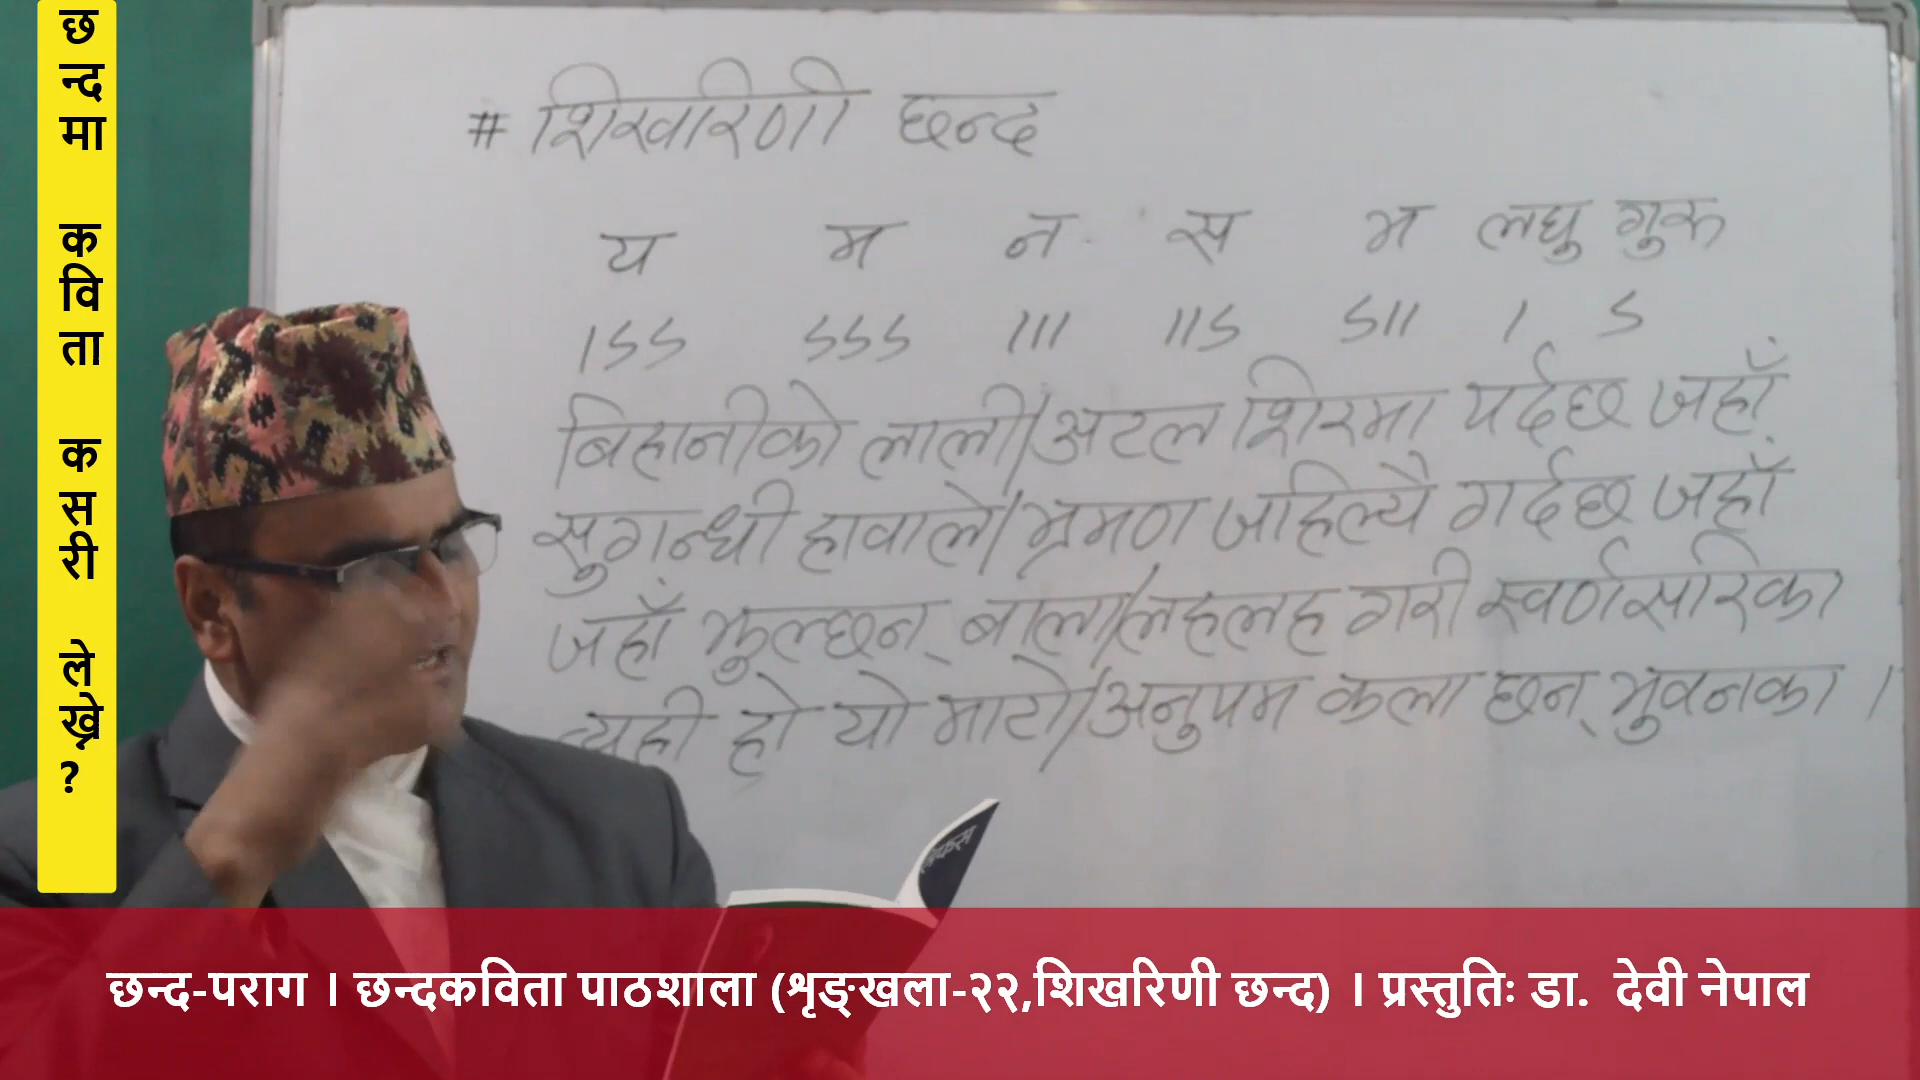 छन्दमा कविता कसरी लेख्ने ?
# शिखरिणी छन्द
य म न स भ लघु गुरू
ISS SSS III IIS SII I S
बिहानीको लाली/अटल शिरमा पर्दछ जहाँ
सुगन्धी हावाले/भ्रमण जहिल्यै गर्दछ जहाँ
जहाँ झुल्छन् बाला/लहलह गरी स्वर्णसरिका
त्यही हो यो माटो/अनुपम कला छन् भुवनका ।
छन्द-पराग । छन्दकविता पाठशाला (शृङ्खला-२२,शिखरिणी छन्द) । प्रस्तुतिः डा. देवी नेपाल